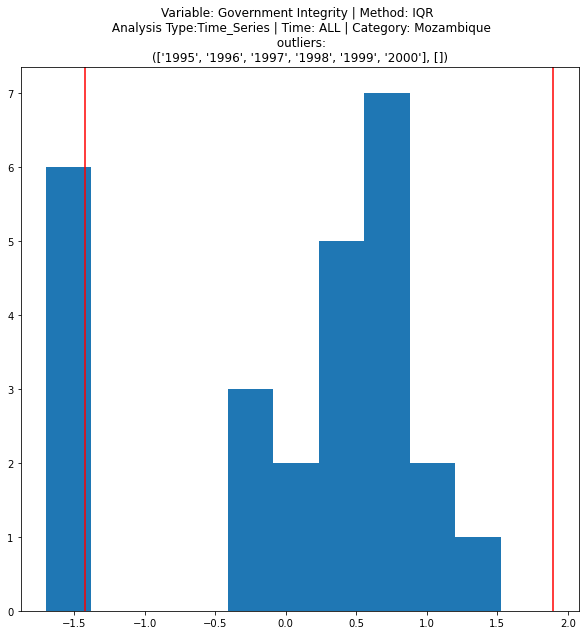 Variable: Government Integrity | Method: IQR
Analysis Type:Time_Series | Time: ALL | Category: Mozambique
outliers:
(['1995', '1996', '1997', '1998', '1999', '2000'], [])
7
6
5
4
3
2
1
0
−1.5 −1.0 −0.5 0.0 0.5 1.0 1.5 2.0